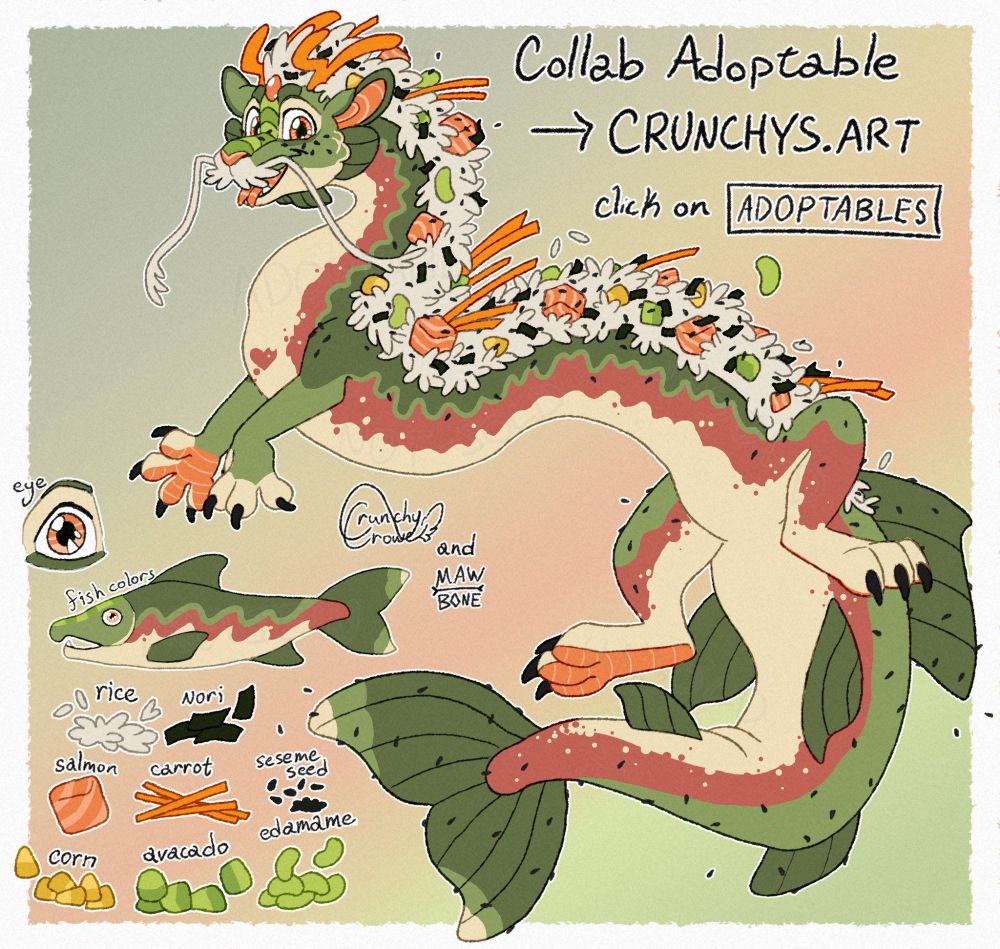 Collab Adoptable
→ CRUNCHYS.ART
click on ADOPTABLES
eye
Crunchy
Crowe
and
MAW
BONE
fish colors
rice
Nori
salmon
carrot
seseme
seed
edamame
corn
avacado